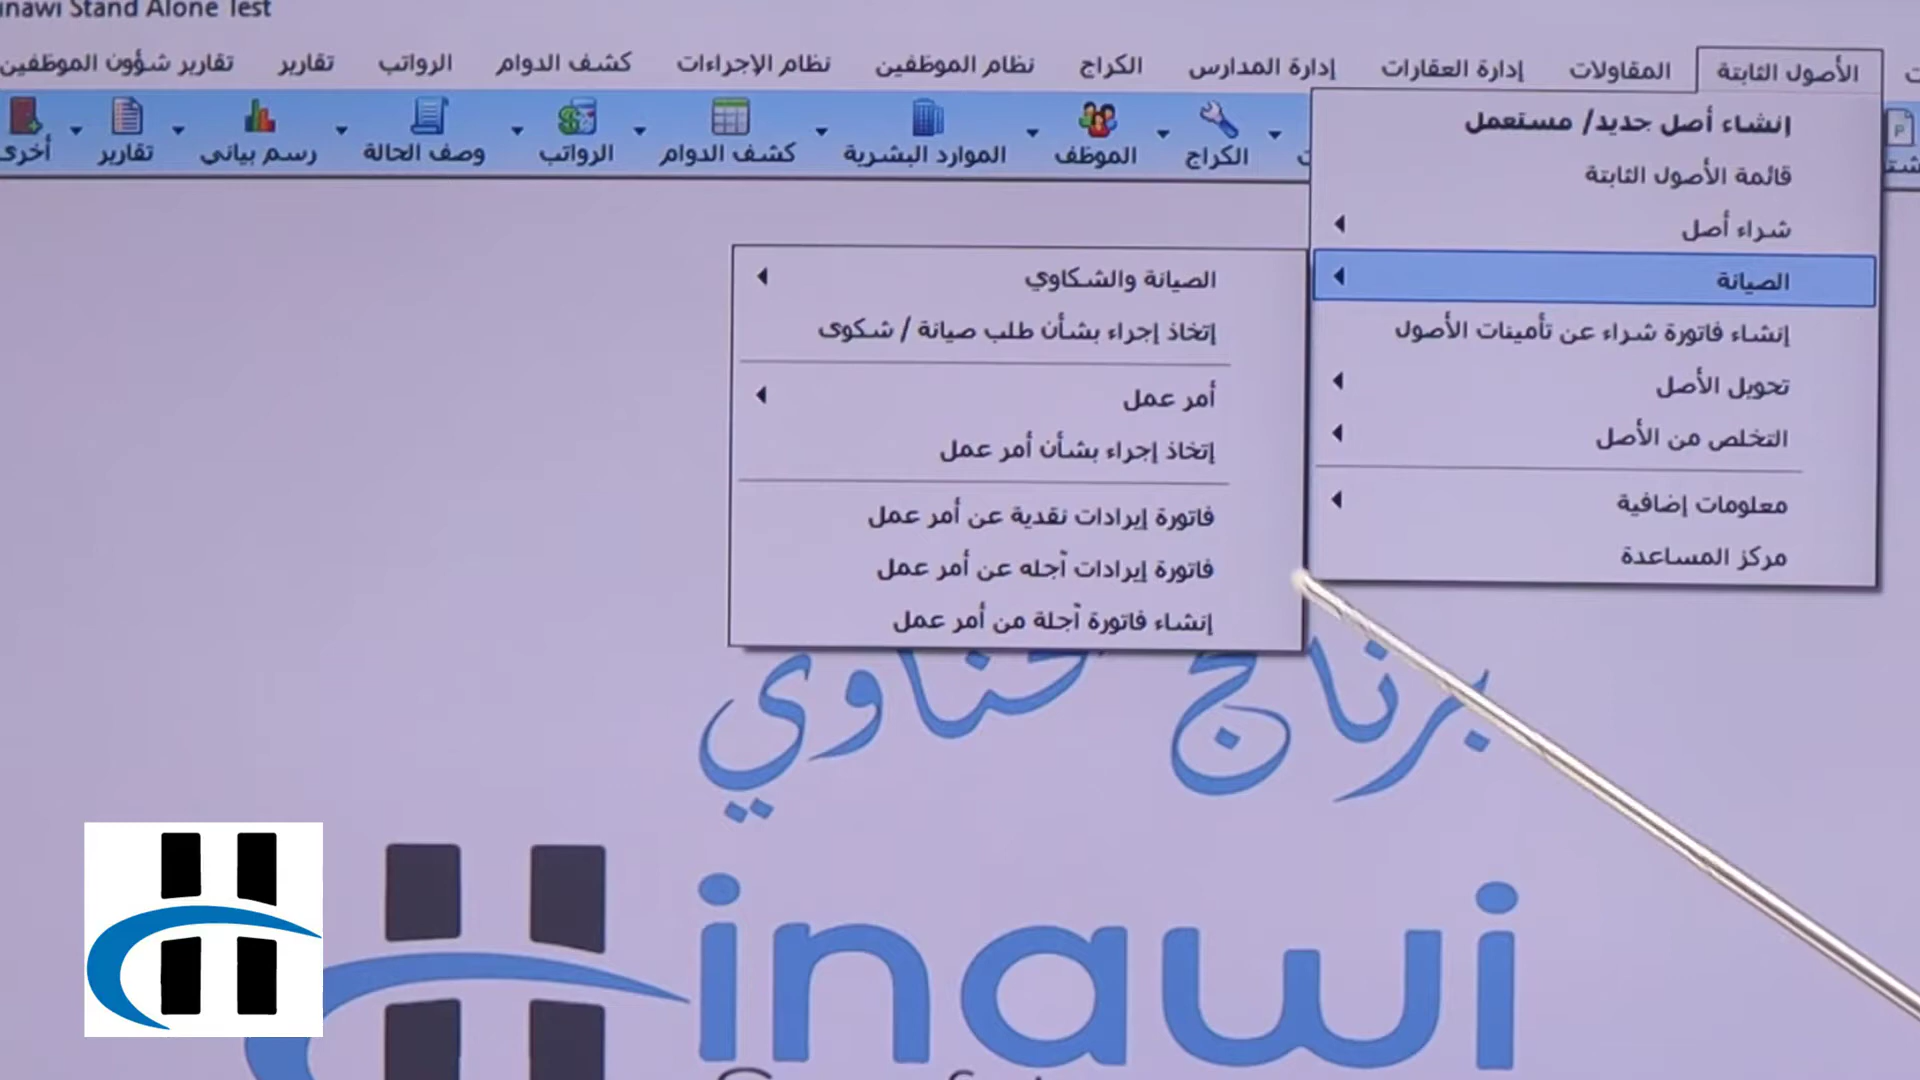 inawi Stand Alone Test
الأصول الثابتة
المقاولات
إدارة العقارات
إدارة المدارس
الكراج
نظام الموظفين
نظام الإجراءات
كشف الدوام
الرواتب
تقارير
تقارير شؤون الموظفين
الكراج
الموظف
الموارد البشرية
كشف الدوام
الرواتب
وصف الحالة
رسم بياني
تقارير
أخرى
إنشاء أصل جديد/ مستعمل
قائمة الأصول الثابتة
شراء أصل
الصيانة
إنشاء فاتورة شراء عن تأمينات الأصول
تحويل الأصل
التخلص من الأصل
معلومات إضافية
مركز المساعدة
الصيانة والشكاوي
إتخاذ إجراء بشأن طلب صيانة / شكوى
أمر عمل
إتخاذ إجراء بشأن أمر عمل
فاتورة إيرادات نقدية عن أمر عمل
فاتورة إيرادات آجله عن أمر عمل
إنشاء فاتورة آجلة من أمر عمل
برنامج حناوي
Hinawi